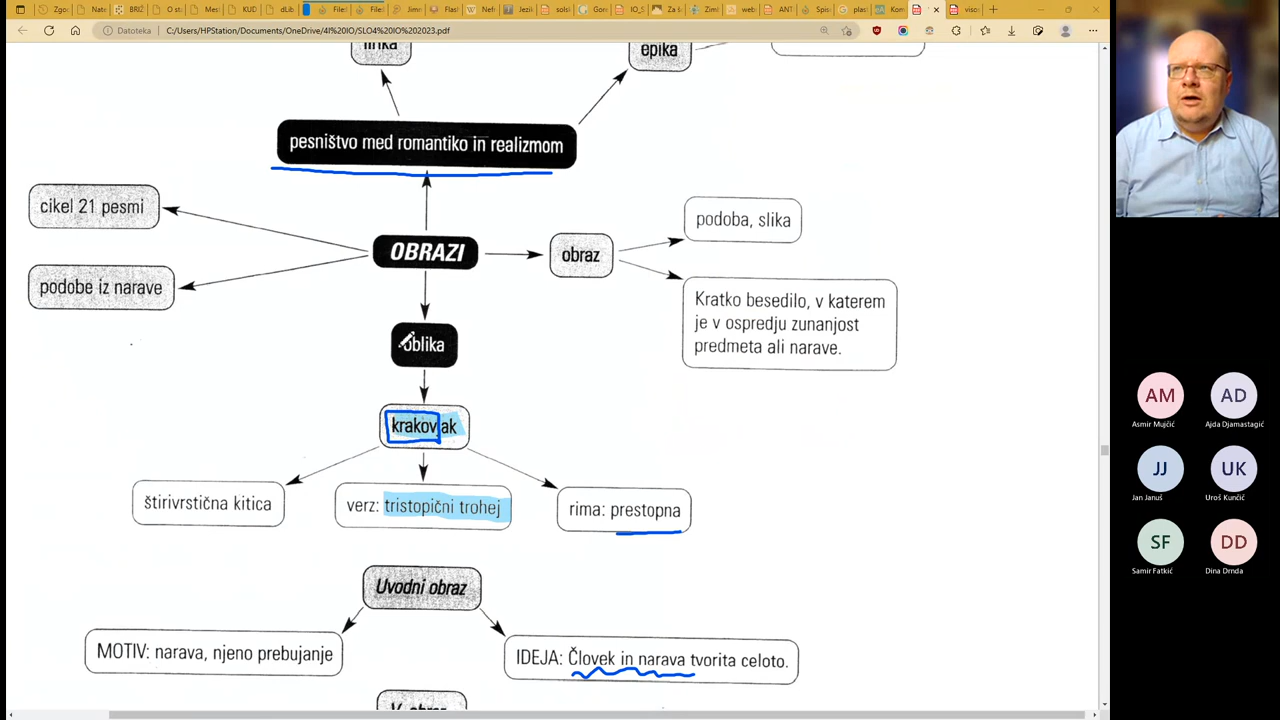 Datoteka
C:/Users/HPStation/Documents/OneDrive/4I%20IO/SLO4%20IO%202023.pdf
lirika
epika
pesništvo med romantiko in realizmom
cikel 21 pesmi
podoba, slika
OBRAZI
obraz
podobe iz narave
Kratko besedilo, v katerem
je v ospredju zunanjost
predmeta ali narave.
oblika
krakovjak
štirivrstična kitica
verz: tristopični trohej
rima: prestopna
Uvodni obraz
MOTIV: narava, njeno prebujanje
IDEJA: Človek in narava tvorita celoto.
V. obraz
AM
AD
Asmir Mujčić
Ajda Djamastagić
JJ
UK
Jan Januš
Uroš Kunčić
SF
DD
Samir Fatkić
Dina Drnda